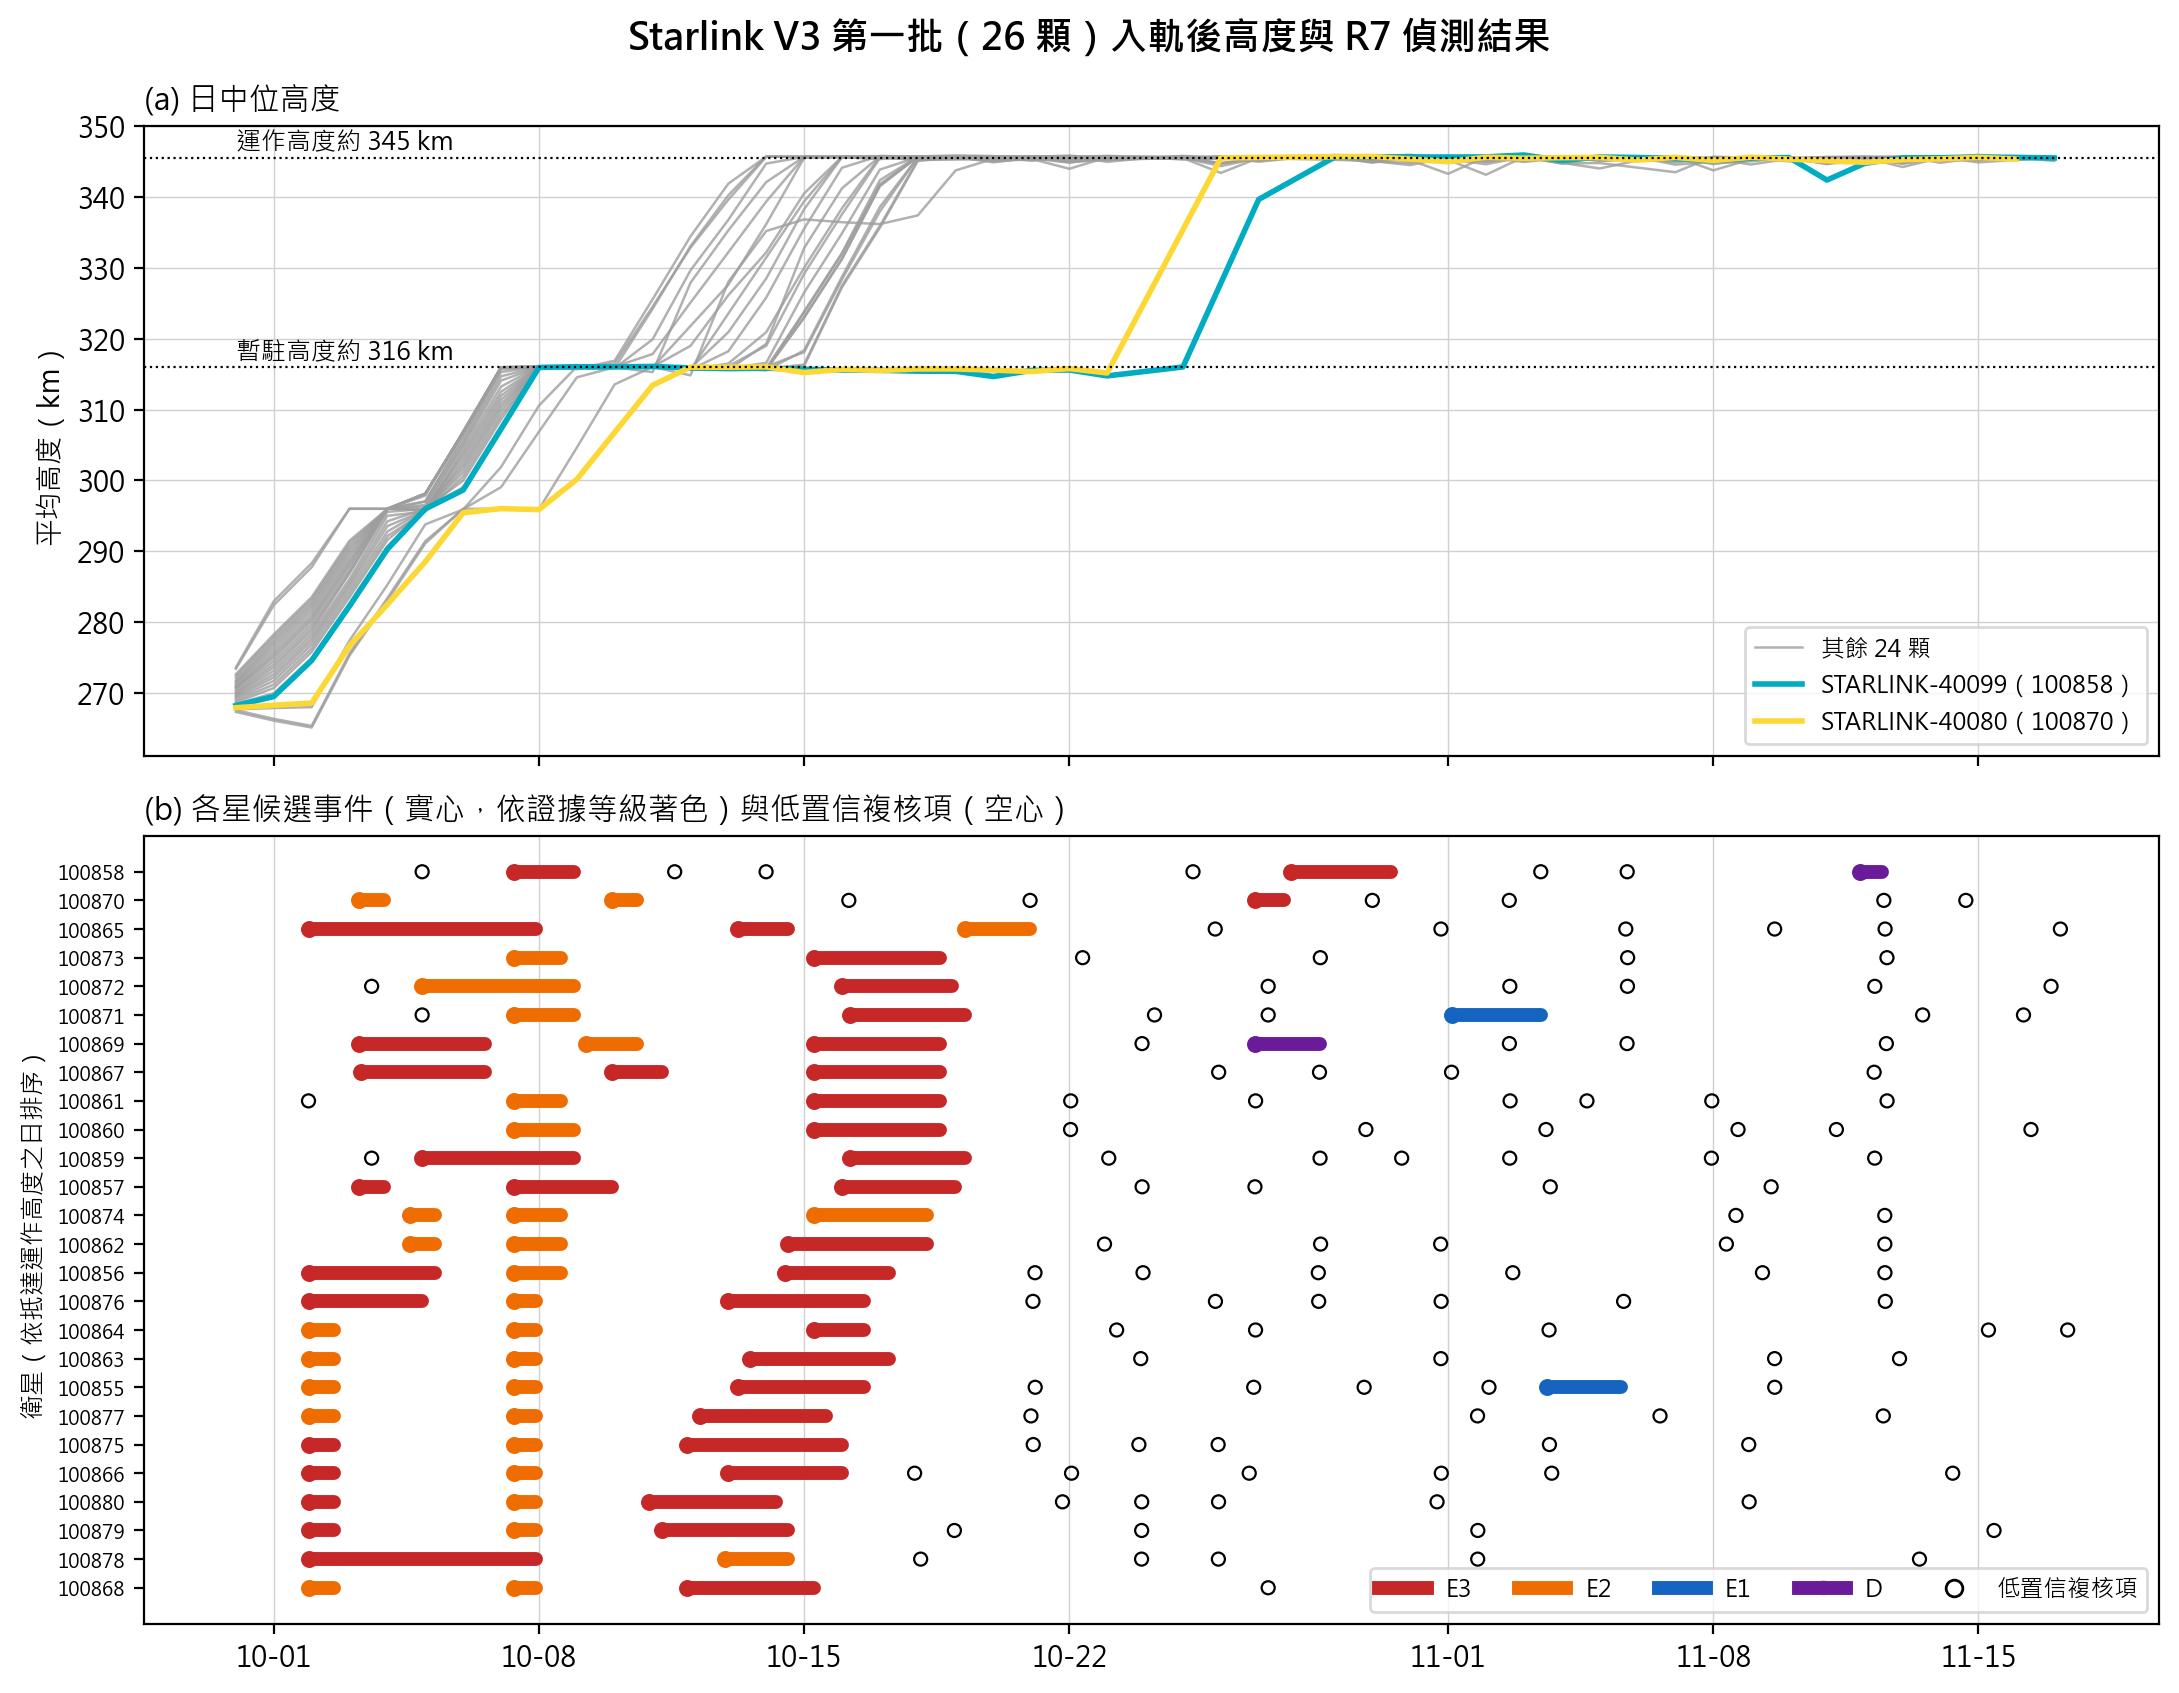 Starlink V3 第一批（26 顆）入軌後高度與 R7 偵測結果
(a) 日中位高度
350
340
330
320
310
300
290
280
270
平均高度（km）
運作高度約 345 km
暫駐高度約 316 km
其餘 24 顆
STARLINK-40099（100858）
STARLINK-40080（100870）
(b) 各星候選事件（實心，依證據等級著色）與低置信複核項（空心）
衛星（依抵達運作高度之日排序）
100858
100870
100865
100873
100872
100871
100869
100867
100861
100860
100859
100857
100874
100862
100856
100876
100864
100863
100855
100877
100875
100866
100880
100879
100878
100868
E3 E2 E1 D 低置信複核項
10-01 10-08 10-15 10-22 11-01 11-08 11-15